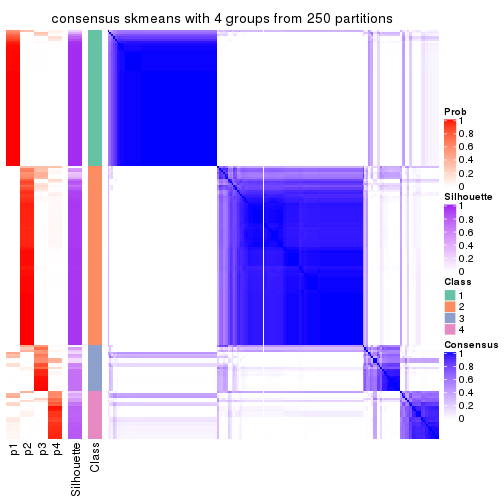 consensus skmeans with 4 groups from 250 partitions
Prob
1
0.8
0.6
0.4
0.2
0
Silhouette
1
0.8
0.6
0.4
0.2
0
Class
1
2
3
4
Consensus
1
0.8
0.6
0.4
0.2
0
p1
p2
p3
p4
Silhouette
Class